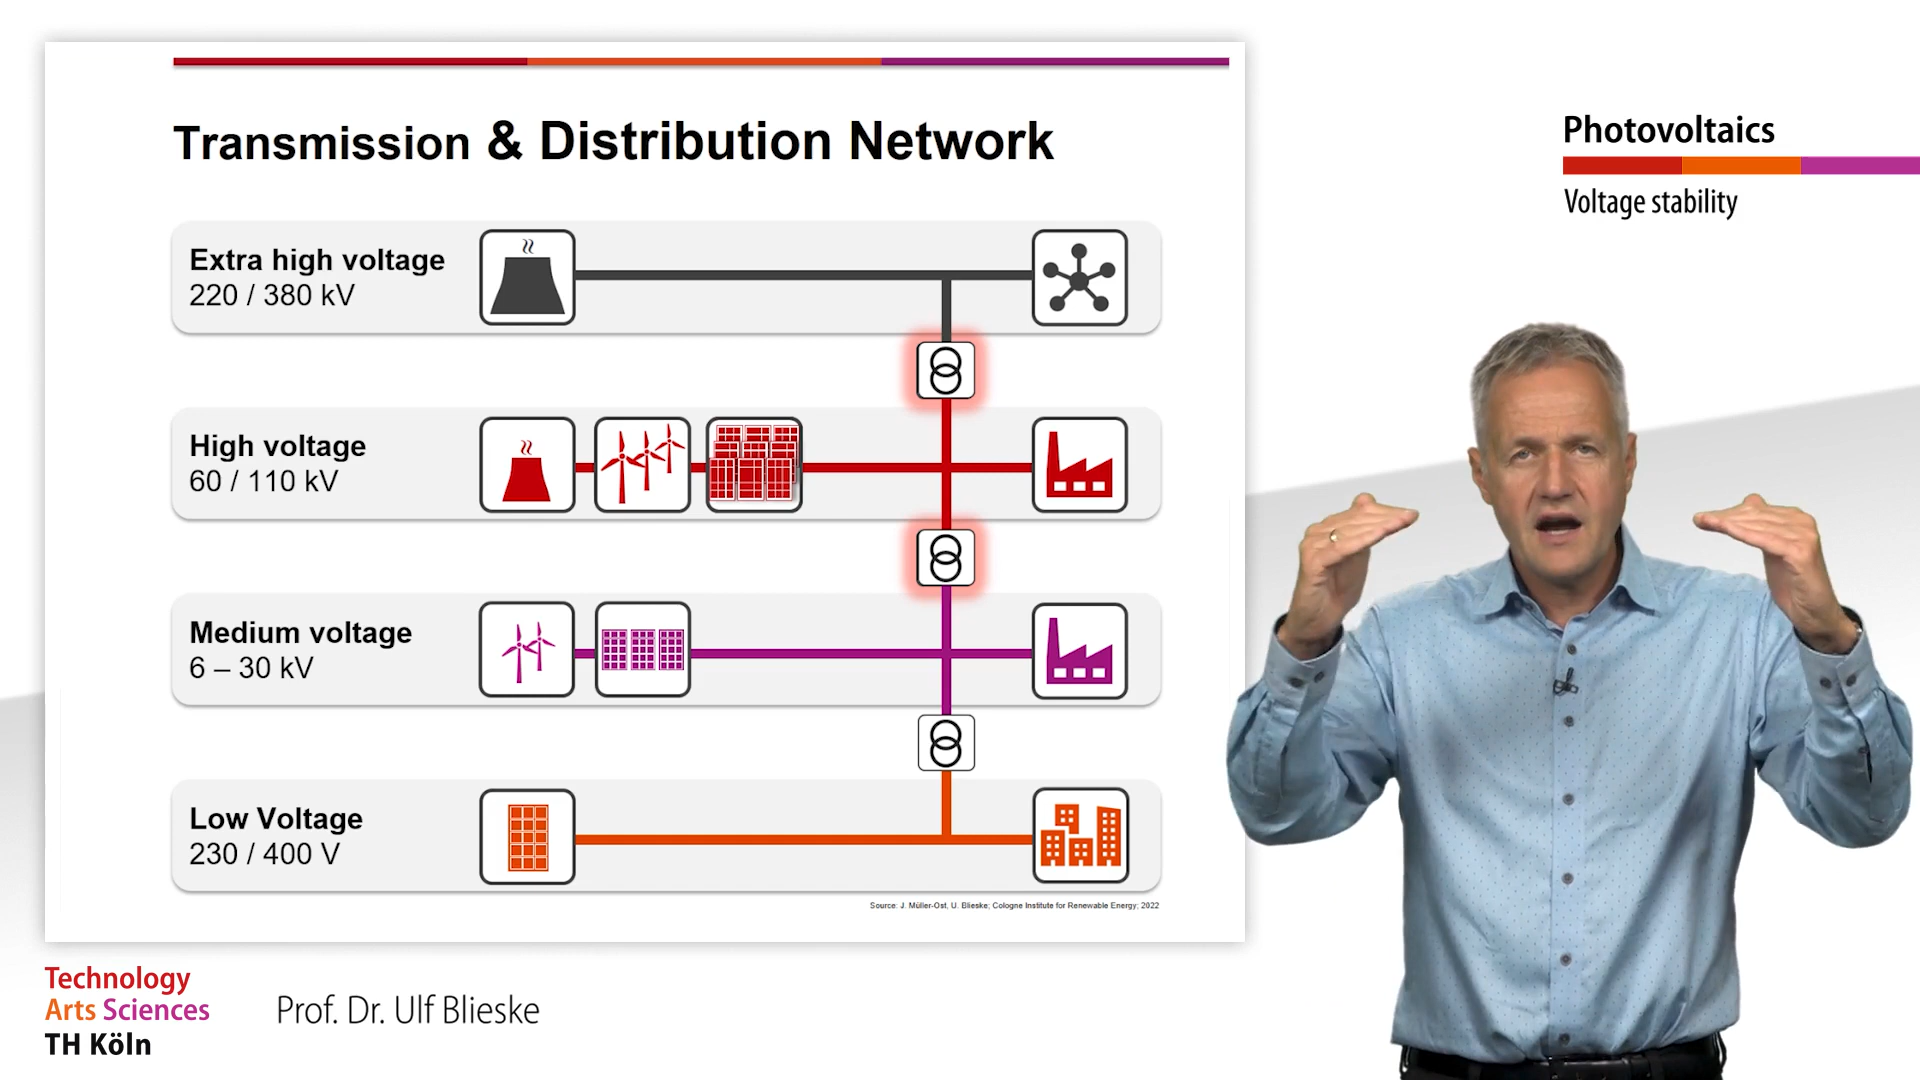 Transmission & Distribution Network
Extra high voltage
220 / 380 kV
High voltage
60 / 110 kV
Medium voltage
6 – 30 kV
Low Voltage
230 / 400 V
Source: J. Müller-Ost, U. Blieske; Cologne Institute for Renewable Energy; 2022
Photovoltaics
Voltage stability
Technology
Arts Sciences
TH Köln
Prof. Dr. Ulf Blieske